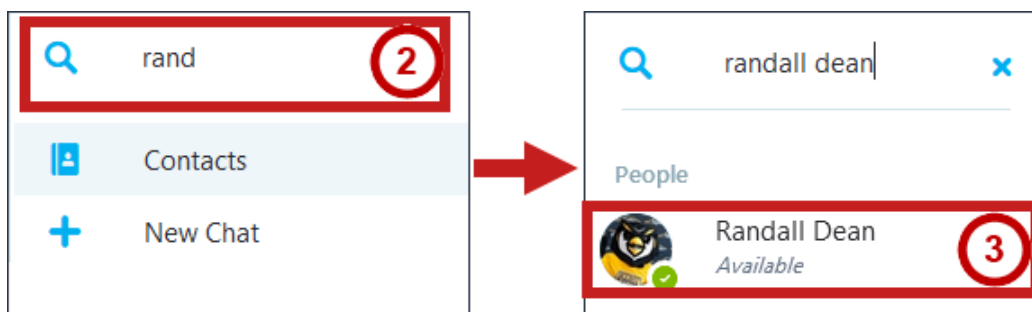 rand
2
Contacts
New Chat
randall dean
People
Randall Dean
Available
3